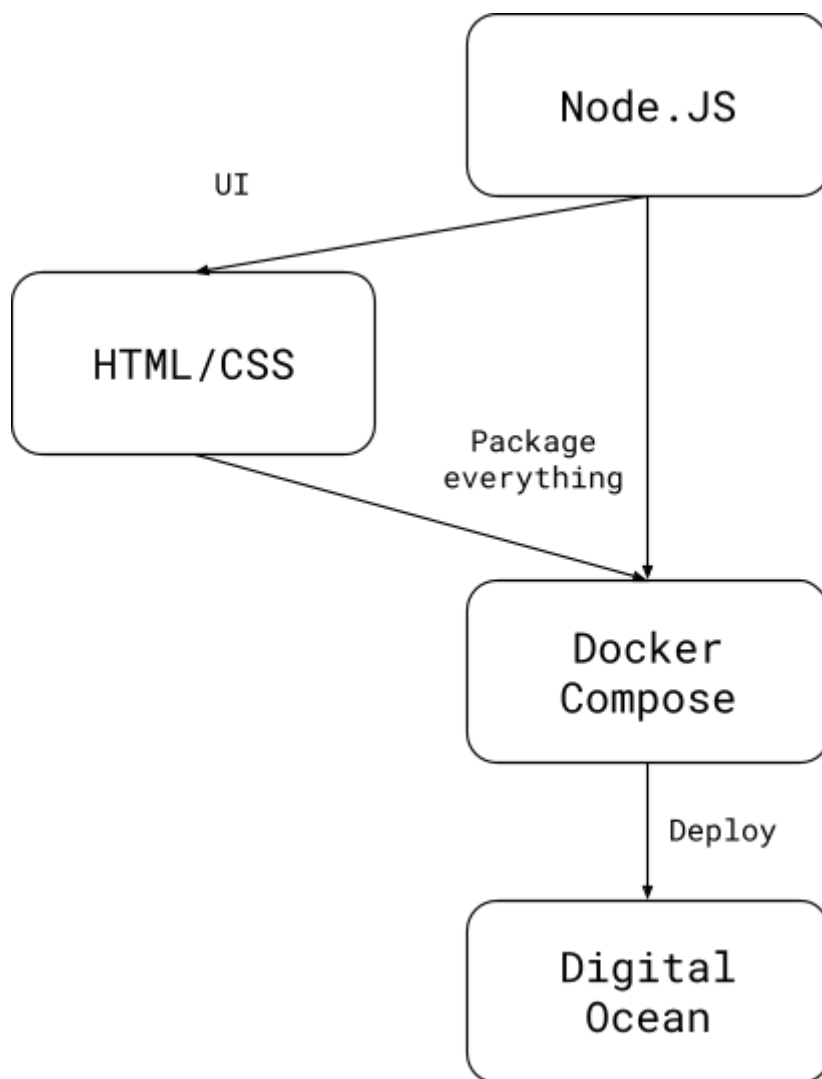 Node.JS
UI
HTML/CSS
Package
everything
Docker
Compose
Deploy
Digital
Ocean